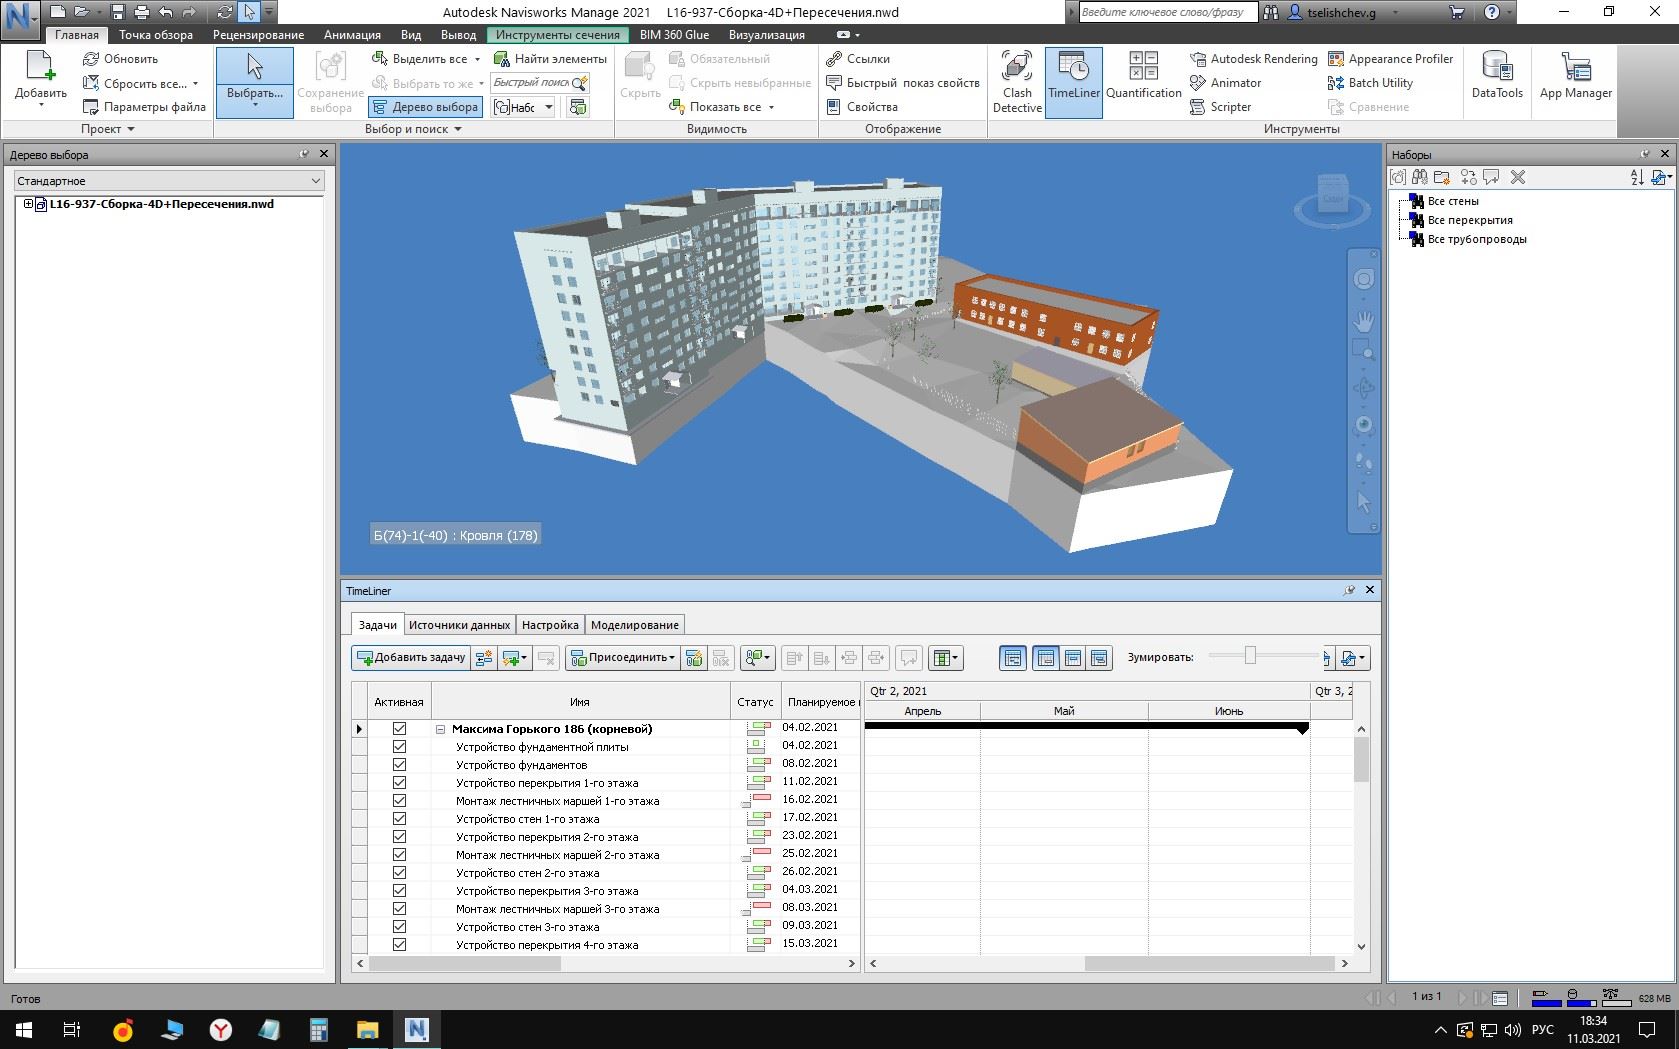 Autodesk Navisworks Manage 2021 L16-937-Сборка-4D+Пересечения.nwd
Введите ключевое слово/фразу
tselishchev.g
Главная Точка обзора Рецензирование Анимация Вид Вывод Инструменты сечения BIM 360 Glue Визуализация
Добавить
Обновить
Сбросить все...
Параметры файла
Проект
Выбрать...
Сохранение выбора
Выделить все
Выбрать то же
Дерево выбора
Найти элементы
Быстрый поиск
Набс
Выбор и поиск
Скрыть
Обязательный
Скрыть невыбранные
Показать все
Видимость
Ссылки
Быстрый показ свойств
Свойства
Отображение
Clash Detective
TimeLiner
Quantification
Autodesk Rendering
Animator
Scripter
Appearance Profiler
Batch Utility
Сравнение
Инструменты
DataTools
App Manager
Дерево выбора
Стандартное
L16-937-Сборка-4D+Пересечения.nwd
Б(74)-1(-40) : Кровля (178)
Наборы
Все стены
Все перекрытия
Все трубопроводы
TimeLiner
Задачи Источники данных Настройка Моделирование
Добавить задачу Присоединить Зумировать:
Активная Имя Статус Планируемое
Qtr 2, 2021 Qtr 3, 2
Апрель Май Июнь
Максима Горького 186 (корневой) 04.02.2021
Устройство фундаментной плиты 04.02.2021
Устройство фундаментов 08.02.2021
Устройство перекрытия 1-го этажа 11.02.2021
Монтаж лестничных маршей 1-го этажа 16.02.2021
Устройство стен 1-го этажа 17.02.2021
Устройство перекрытия 2-го этажа 23.02.2021
Монтаж лестничных маршей 2-го этажа 25.02.2021
Устройство стен 2-го этажа 26.02.2021
Устройство перекрытия 3-го этажа 04.03.2021
Монтаж лестничных маршей 3-го этажа 08.03.2021
Устройство стен 3-го этажа 09.03.2021
Устройство перекрытия 4-го этажа 15.03.2021
Готов
1 из 1
628 MB
РУС
18:34
11.03.2021